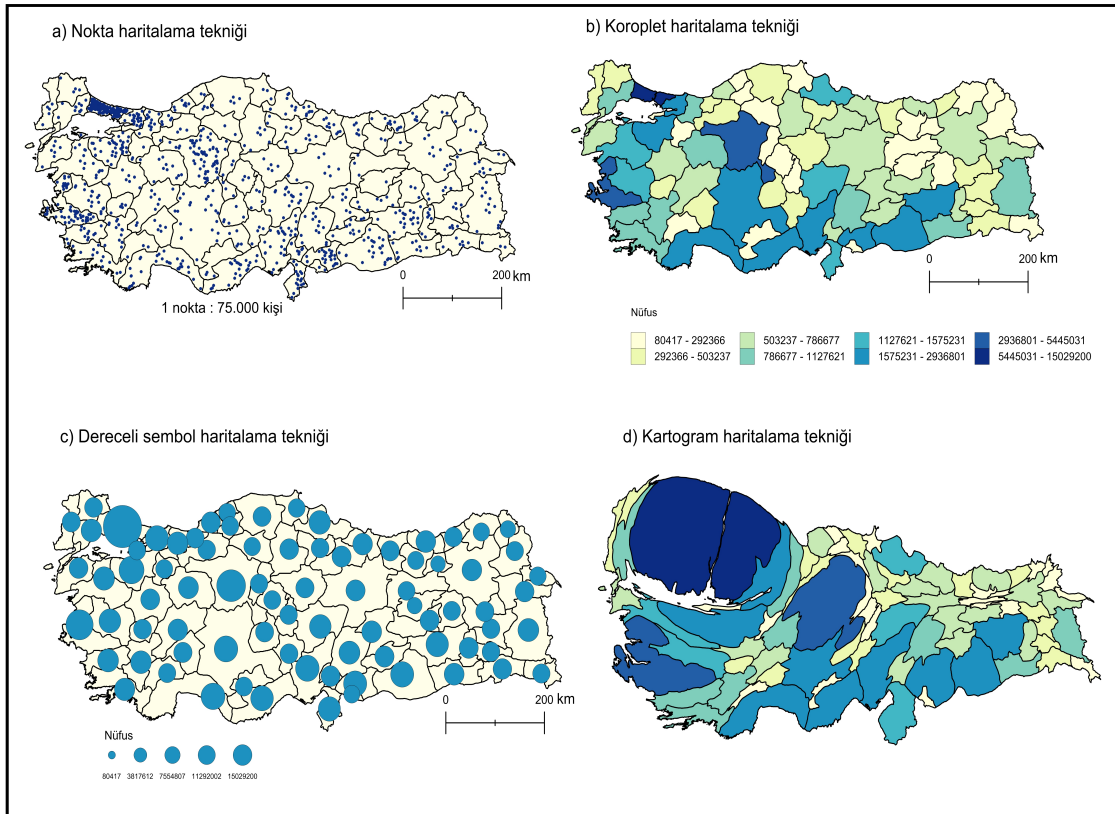 a) Nokta haritalama tekniği
0
200 km
1 nokta : 75.000 kişi
b) Koroplet haritalama tekniği
0
200
km
Nüfus
80417 - 292366
503237 - 786677
1127621 - 1575231
2936801 - 5445031
292366 - 503237
786677 - 1127621
1575231 - 2936801
5445031 - 15029200
c) Dereceli sembol haritalama tekniği
km
0
200
Nüfus
80417
3817612
7554807
11292002
15029200
d) Kartogram haritalama tekniği